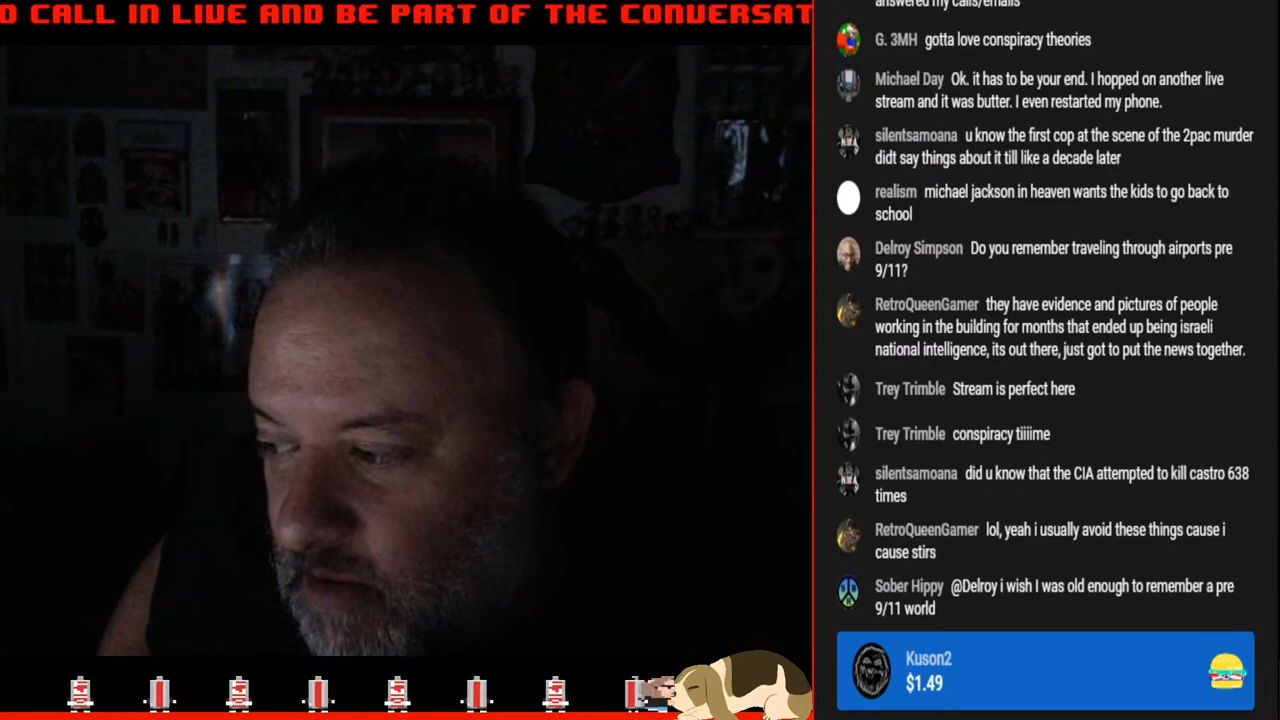 O CALL IN LIVE AND BE PART OF THE CONVERSAT
answered my calls/emails
G. 3MH gotta love conspiracy theories
Michael Day Ok. it has to be your end. I hopped on another live
stream and it was butter. I even restarted my phone.
silentsamoana u know the first cop at the scene of the 2pac murder
didt say things about it till like a decade later
realism michael jackson in heaven wants the kids to go back to
school
Delroy Simpson Do you remember traveling through airports pre
9/11?
RetroQueenGamer they have evidence and pictures of people
working in the building for months that ended up being israeli
national intelligence, its out there, just got to put the news together.
Trey Trimble Stream is perfect here
Trey Trimble conspiracy tiiiime
silentsamoana did u know that the CIA attempted to kill castro 638
times
RetroQueenGamer lol, yeah i usually avoid these things cause i
cause stirs
Sober Hippy @Delroy i wish I was old enough to remember a pre
9/11 world
Kuson2
$1.49